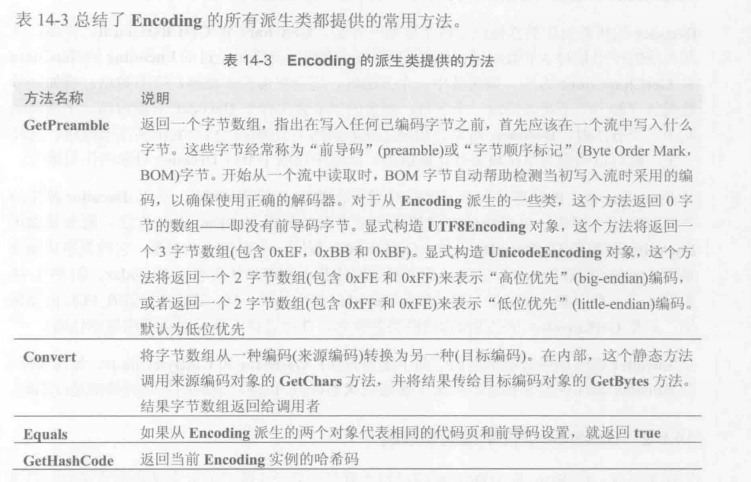 表 14-3 总结了 Encoding 的所有派生类都提供的常用方法。
表 14-3 Encoding 的派生类提供的方法
方法名称 说明
GetPreamble 返回一个字节数组，指出在写入任何已编码字节之前，首先应该在一个流中写入什么
字节。这些字节经常称为“前导码”(preamble)或“字节顺序标记”(Byte Order Mark，
BOM)字节。开始从一个流中读取时，BOM 字节自动帮助检测当初写入流时采用的编
码，以确保使用正确的解码器。对于从 Encoding 派生的一些类，这个方法返回 0 字
节的数组——即没有前导码字节。显式构造 UTF8Encoding 对象，这个方法将返回一
个 3 字节数组(包含 0xEF，0xBB 和 0xBF)。显式构造 UnicodeEncoding 对象，这个方
法将返回一个 2 字节数组(包含 0xFE 和 0xFF)来表示“高位优先”(big-endian)编码，
或者返回一个 2 字节数组(包含 0xFF 和 0xFE)来表示“低位优先”(little-endian)编码。
默认为低位优先
Convert 将字节数组从一种编码(来源编码)转换为另一种(目标编码)。在内部，这个静态方法
调用来源编码对象的 GetChars 方法，并将结果传给目标编码对象的 GetBytes 方法。
结果字节数组返回给调用者
Equals 如果从 Encoding 派生的两个对象代表相同的代码页和前导码设置，就返回 true
GetHashCode 返回当前 Encoding 实例的哈希码